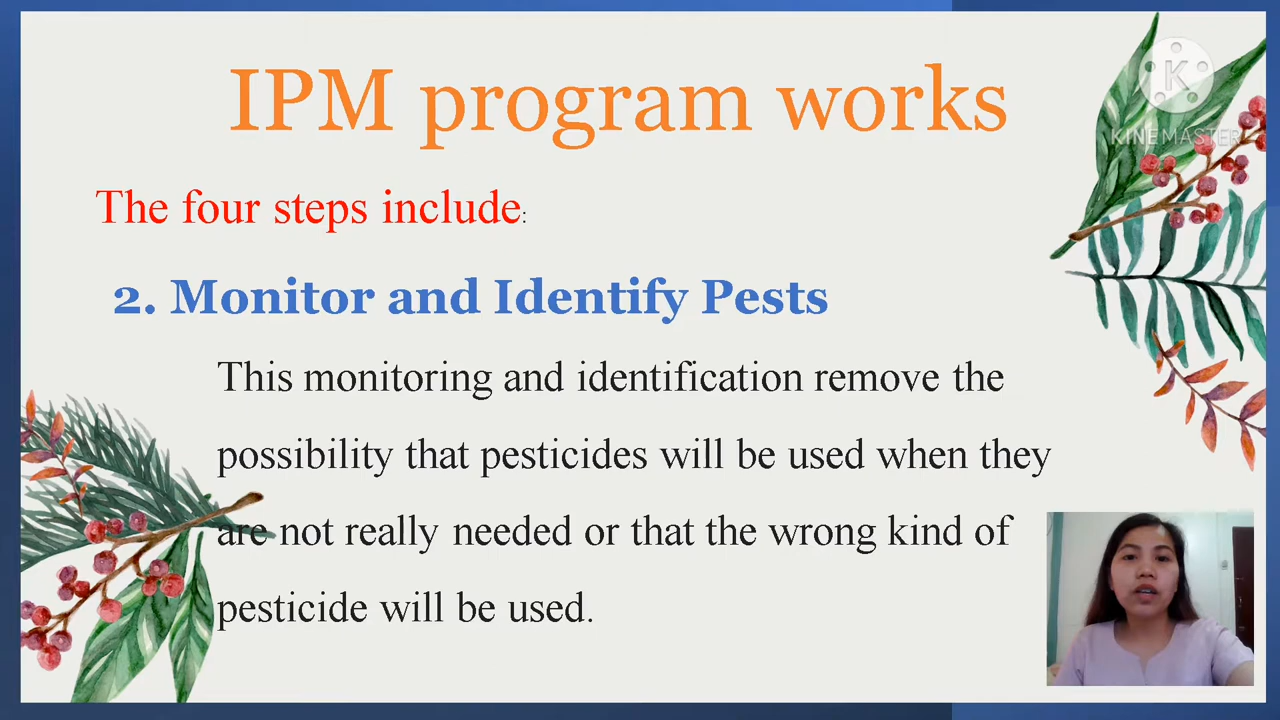 IPM program works
K
KINEMASTER
The four steps include:
2. Monitor and Identify Pests
This monitoring and identification remove the
possibility that pesticides will be used when they
are not really needed or that the wrong kind of
pesticide will be used.